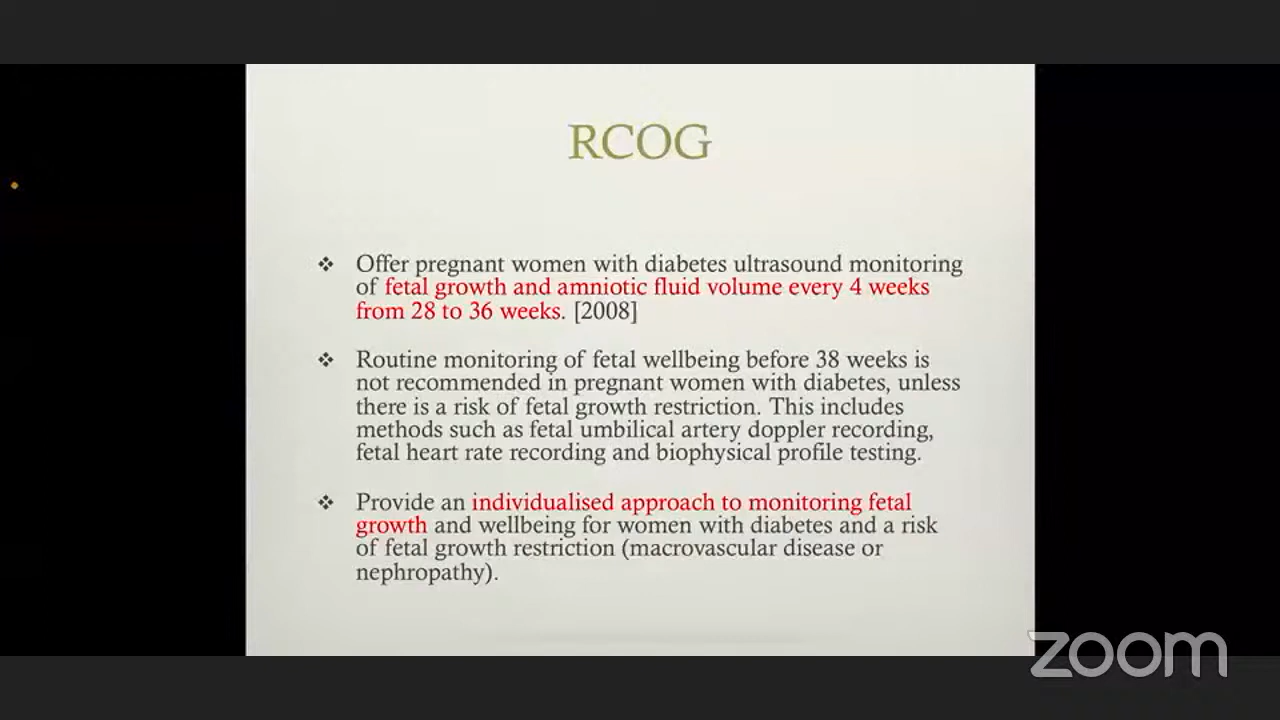 RCOG
Offer pregnant women with diabetes ultrasound monitoring
of fetal growth and amniotic fluid volume every 4 weeks
from 28 to 36 weeks. [2008]
Routine monitoring of fetal wellbeing before 38 weeks is
not recommended in pregnant women with diabetes, unless
there is a risk of fetal growth restriction. This includes
methods such as fetal umbilical artery doppler recording,
fetal heart rate recording and biophysical profile testing.
Provide an individualised approach to monitoring fetal
growth and wellbeing for women with diabetes and a risk
of fetal growth restriction (macrovascular disease or
nephropathy).
zoom